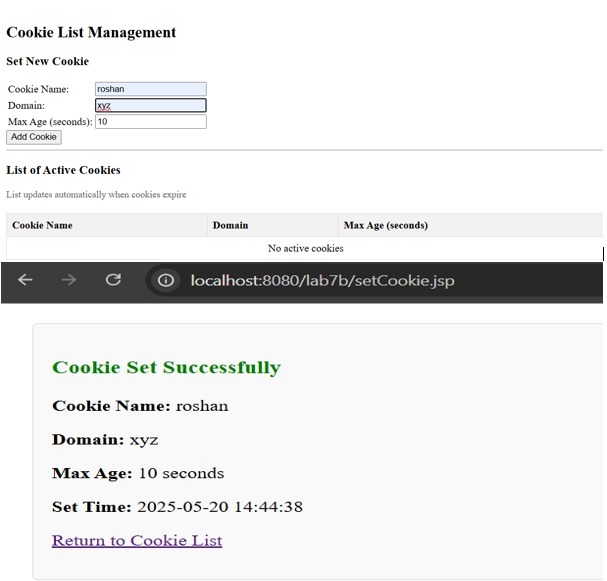 Cookie List Management
Set New Cookie
Cookie Name: roshan
Domain: xyz
Max Age (seconds): 10
Add Cookie
List of Active Cookies
List updates automatically when cookies expire
Cookie Name Domain Max Age (seconds)
No active cookies
localhost:8080/lab7b/setCookie.jsp
Cookie Set Successfully
Cookie Name: roshan
Domain: xyz
Max Age: 10 seconds
Set Time: 2025-05-20 14:44:38
Return to Cookie List